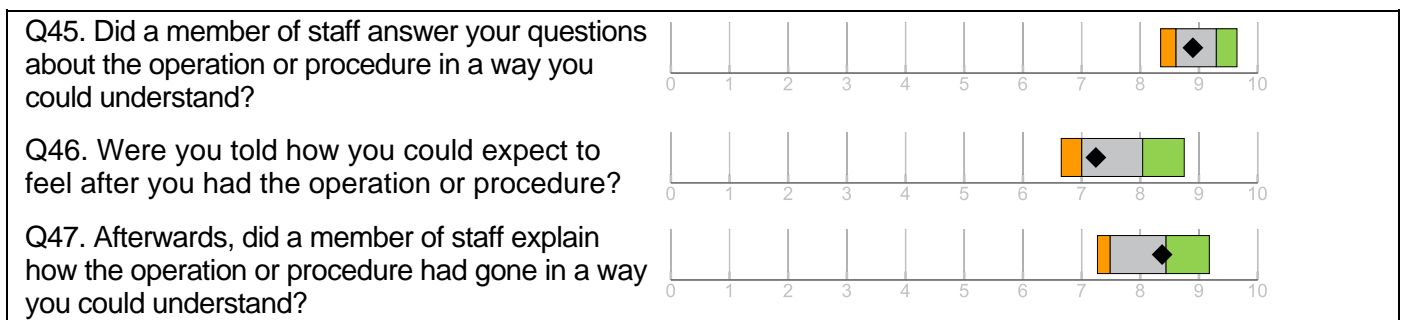 Q45. Did a member of staff answer your questions
about the operation or procedure in a way you
could understand?
0 1 2 3 4 5 6 7 8 9 10
Q46. Were you told how you could expect to
feel after you had the operation or procedure?
0 1 2 3 4 5 6 7 8 9 10
Q47. Afterwards, did a member of staff explain
how the operation or procedure had gone in a way
you could understand?
0 1 2 3 4 5 6 7 8 9 10